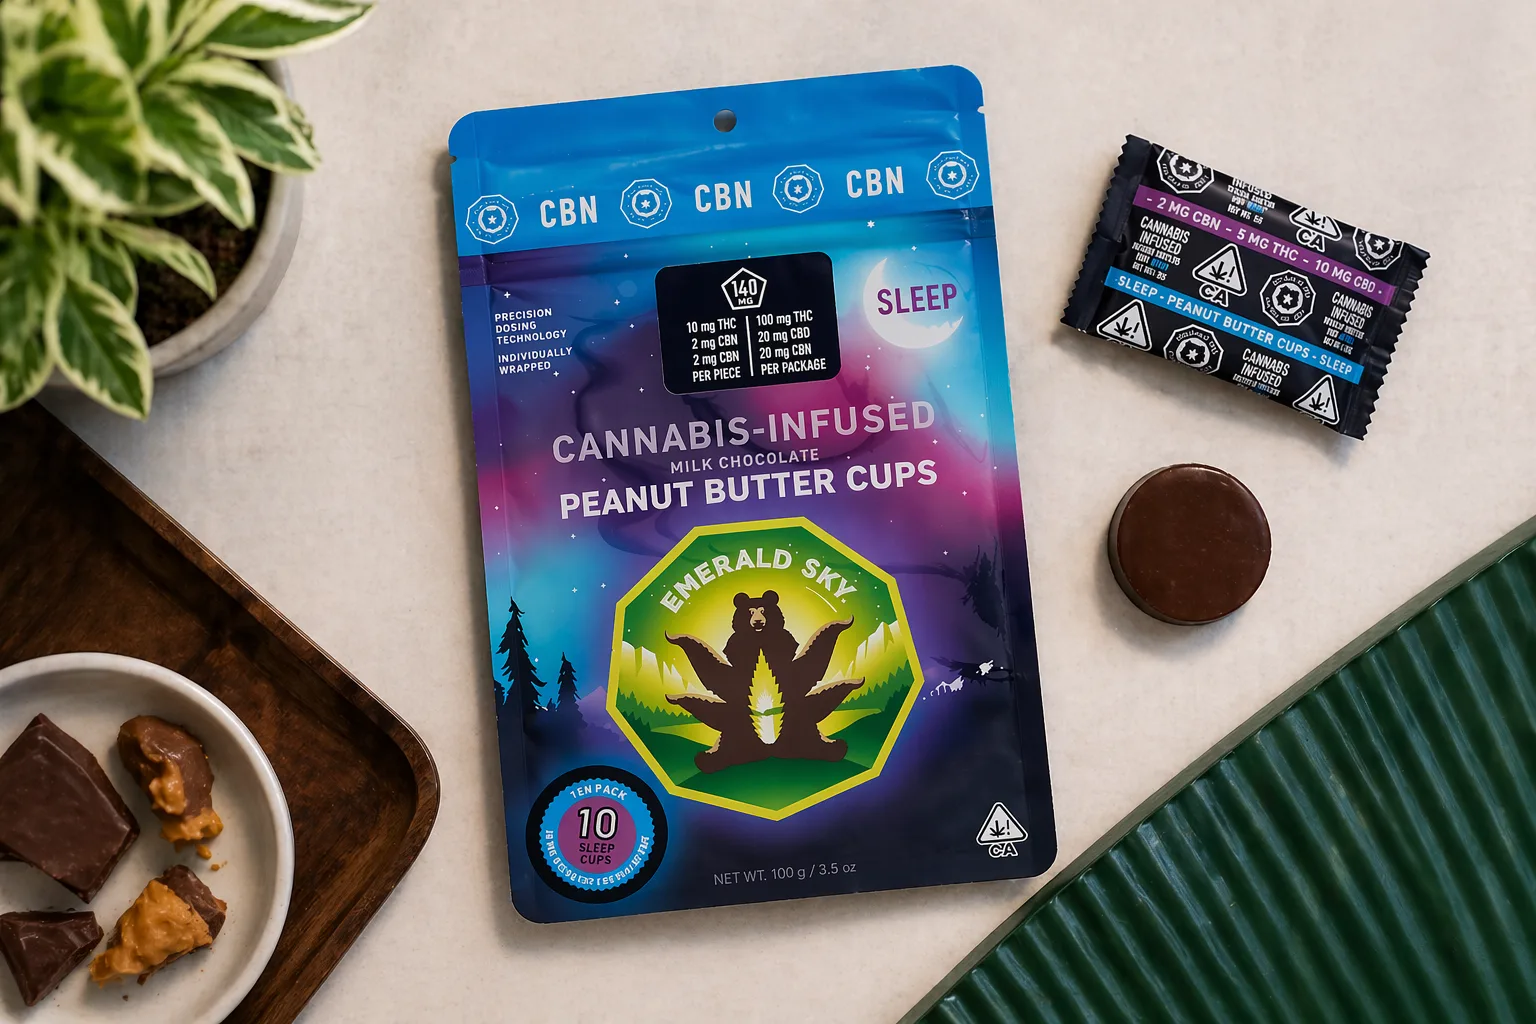 CBN CBN CBN
SLEEP
PRECISION
DOSING
TECHNOLOGY
INDIVIDUALLY
WRAPPED
140
MG
10 mg THC
2 mg CBN
2 mg CBN
PER PIECE
100 mg THC
20 mg CBD
20 mg CBN
PER PACKAGE
CANNABIS-INFUSED
MILK CHOCOLATE
PEANUT BUTTER CUPS
EMERALD SKY
TEN PACK
10
SLEEP
CUPS
NET WT. 100 g / 3.5 oz
CA
INFUSED
CA
- 2 MG CBN - 5 MG THC - 10 MG CBD -
CANNABIS
INFUSED
CA
CANNABIS
SLEEP - PEANUT BUTTER CUPS - SLEEP
CANNABIS
INFUSED